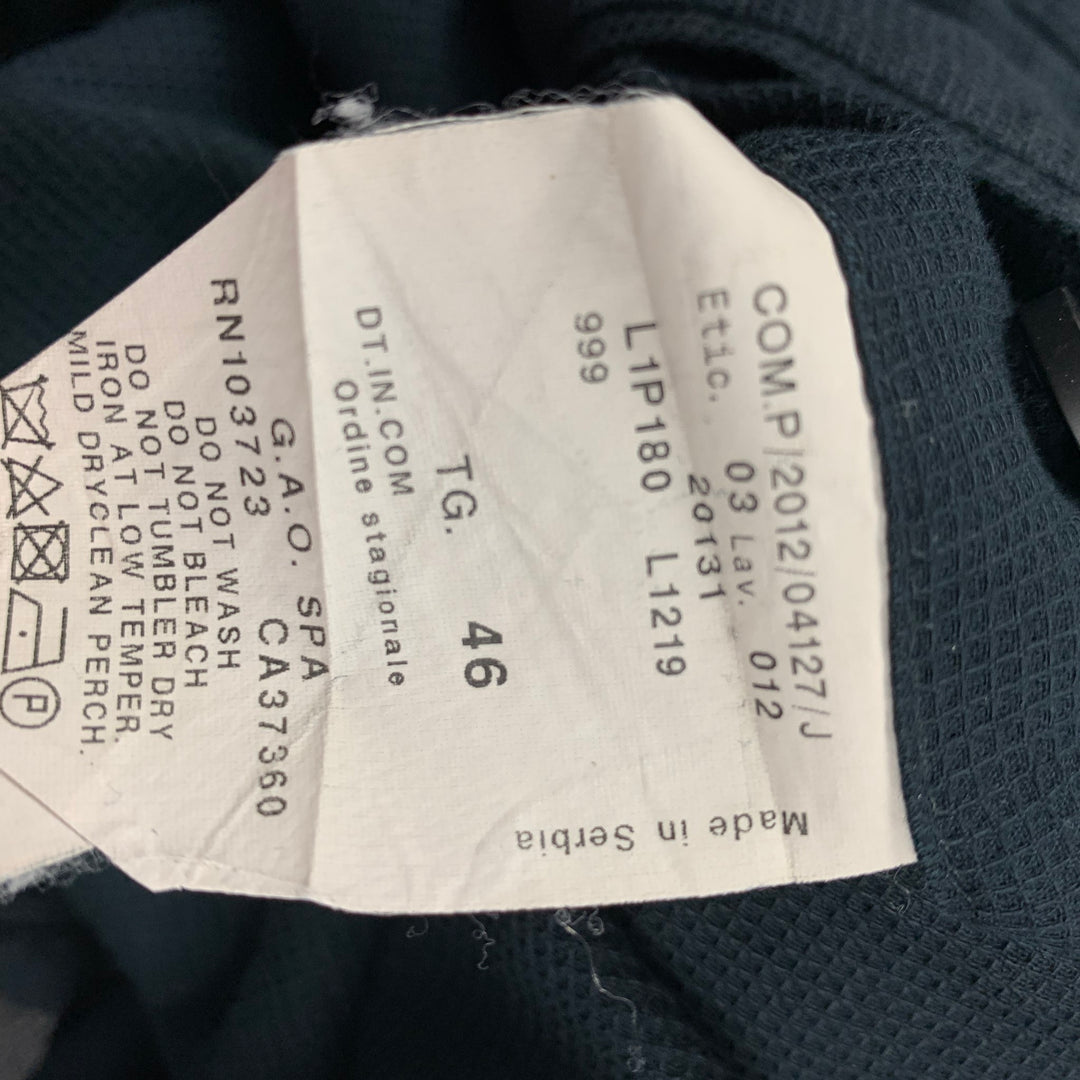 COM.P/2012/04127/J
Etic. 03 Lav. 012
20131
L1P180 L1219
999
TG. 46
DT.IN.COM
Ordine stagionale
G.A.O. SPA
RN103723 CA37360
DO NOT WASH
DO NOT BLEACH
DO NOT TUMBLER DRY
IRON AT LOW TEMPER.
MILD DRYCLEAN PERCH.
P
Made in Serbia